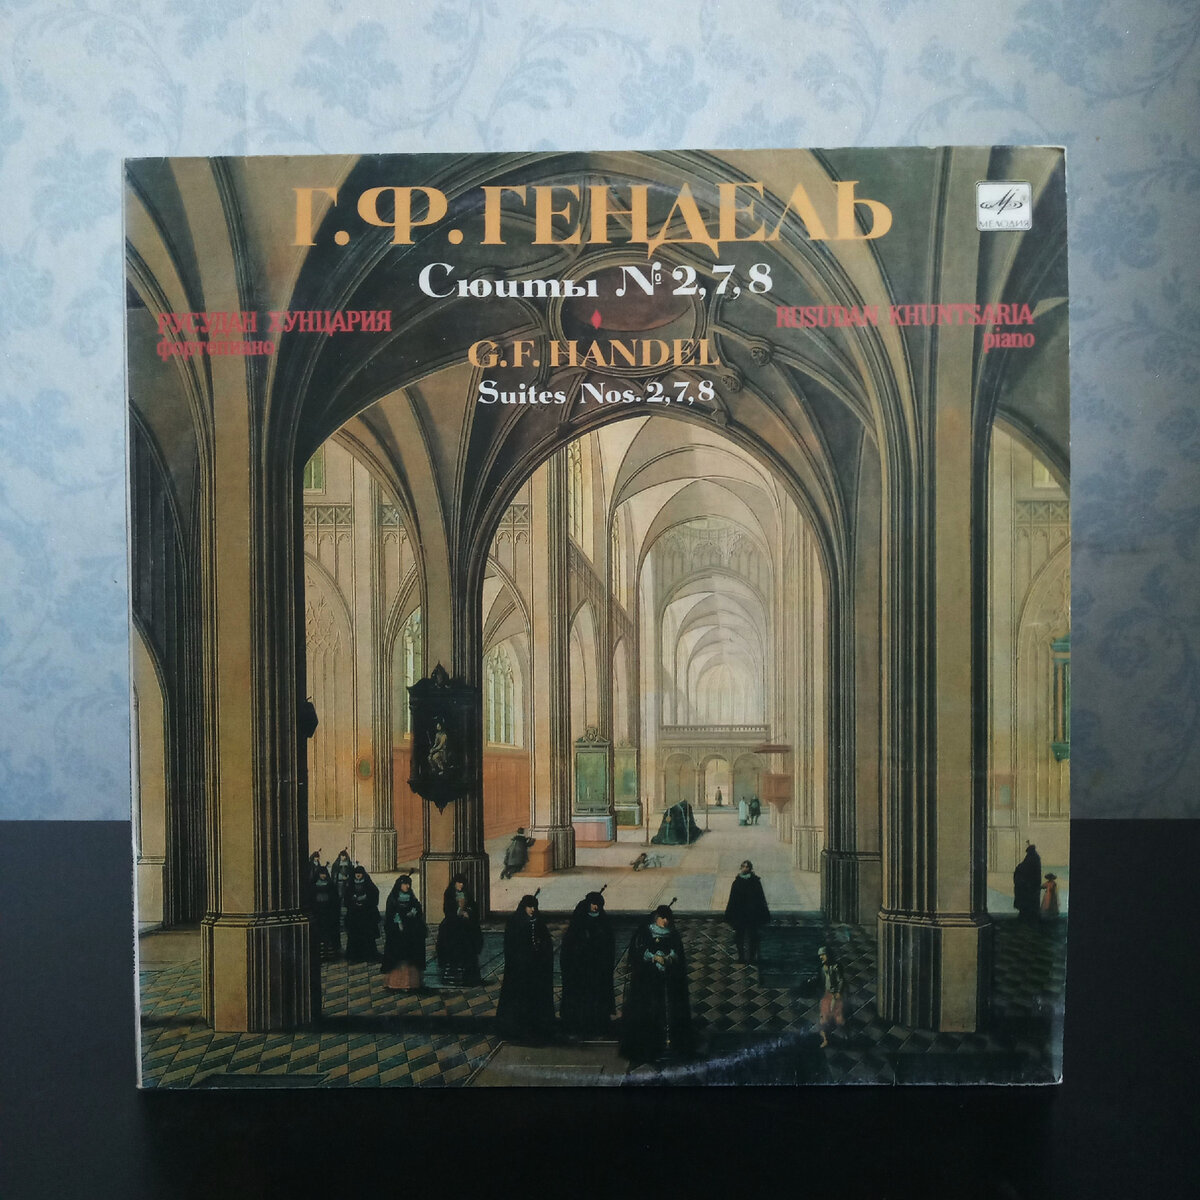 Г. Ф. ГЕНДЕЛЬ
МЕЛОДИЯ
Сюиты № 2, 7, 8
РУСУДАН ХУНЦАРИЯ
фортепиано
RUSUDAN KHUNTSARIA
piano
G. F. HANDEL
Suites Nos. 2, 7, 8